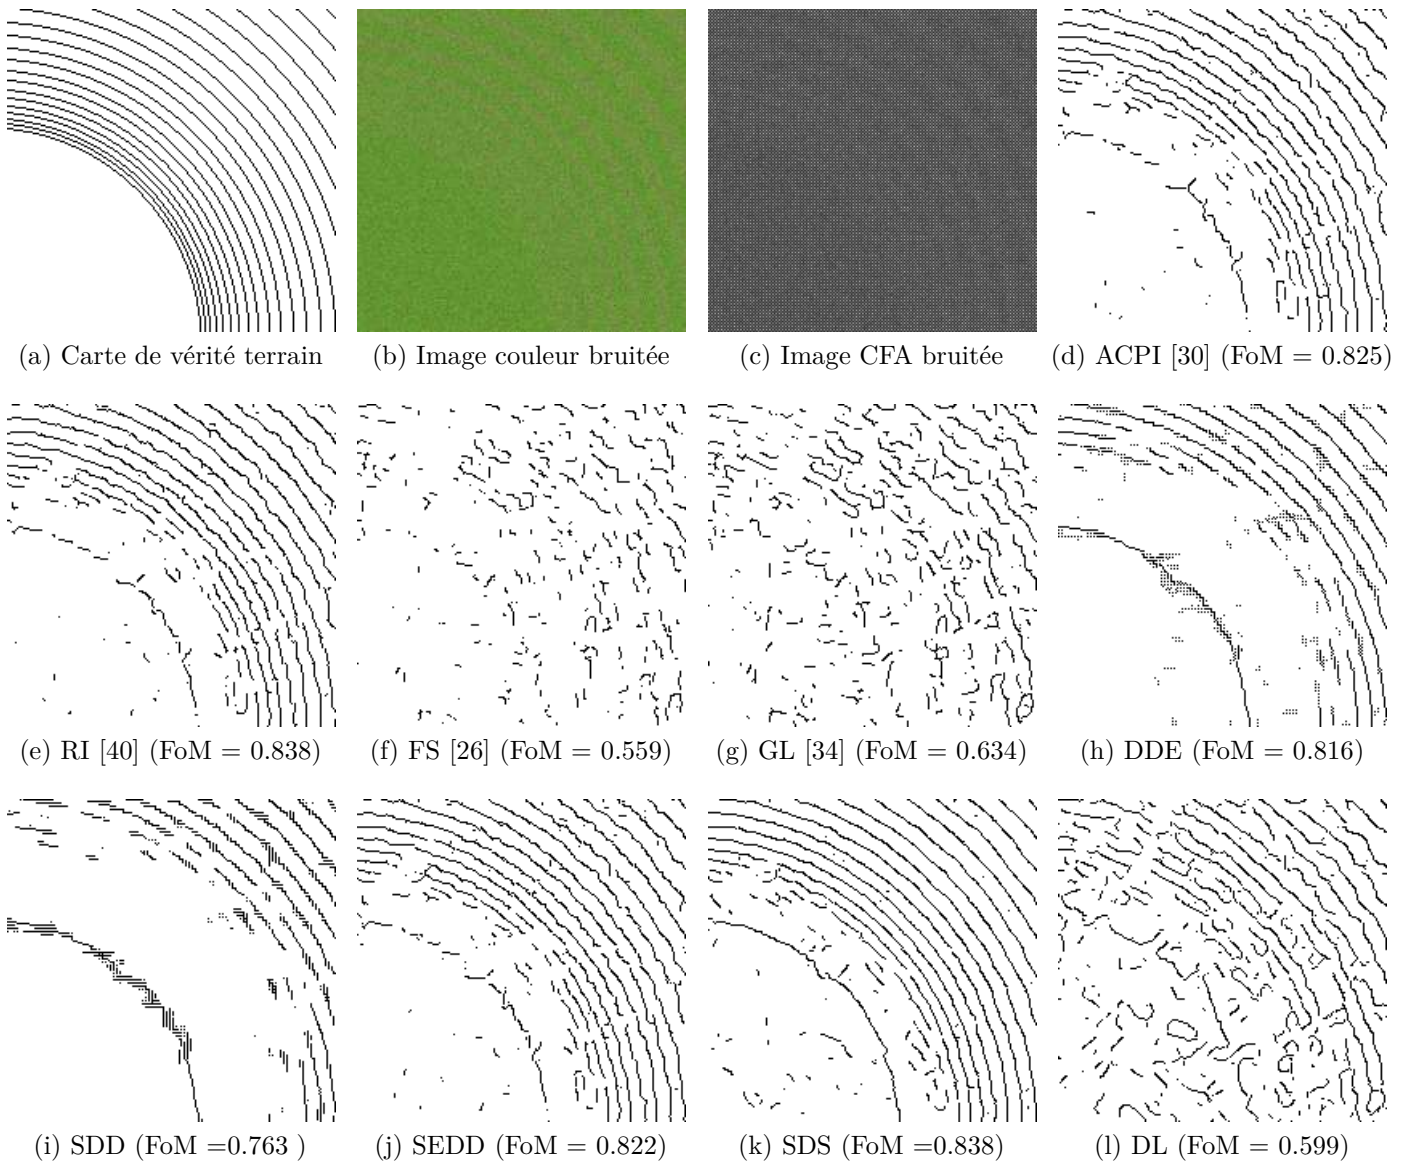 (a) Carte de vérité terrain
(b) Image couleur bruitée
(c) Image CFA bruitée
(d) ACPI [30] (FoM = 0.825)
(e) RI [40] (FoM = 0.838)
(f) FS [26] (FoM = 0.559)
(g) GL [34] (FoM = 0.634)
(h) DDE (FoM = 0.816)
(i) SDD (FoM =0.763 )
(j) SEDD (FoM = 0.822)
(k) SDS (FoM =0.838)
(l) DL (FoM = 0.599)